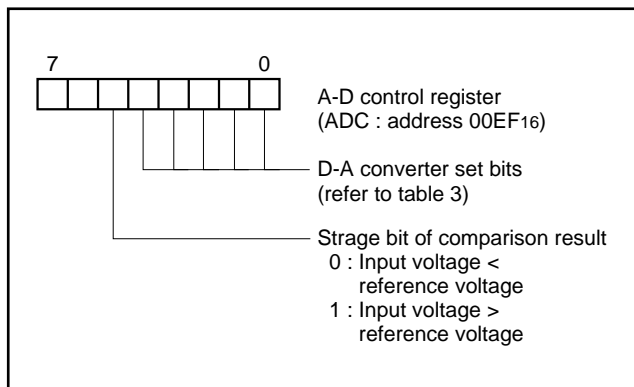 7 0
A-D control register
(ADC : address 00EF16)
D-A converter set bits
(refer to table 3)
Strage bit of comparison result
0 : Input voltage <
reference voltage
1 : Input voltage >
reference voltage